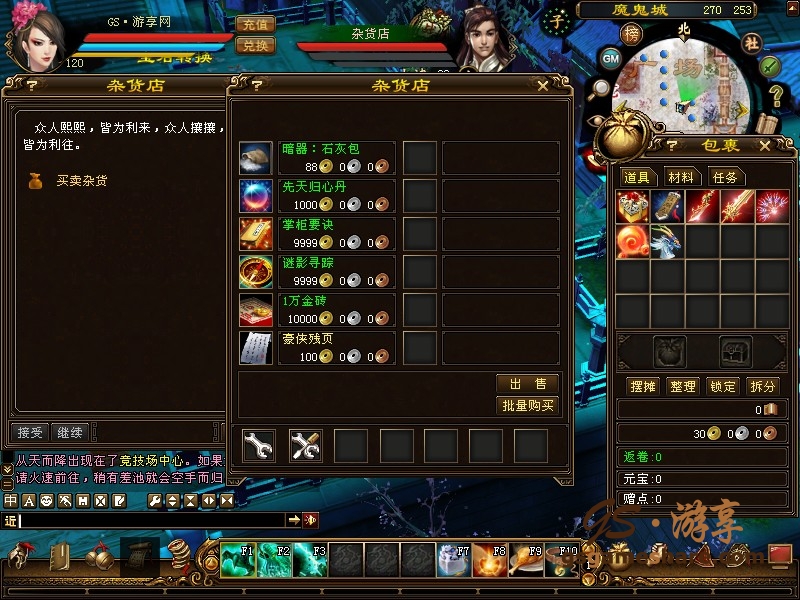 GS·游享网
充值
兑换
120
杂货店
子
魔鬼城 270 253
榜
北
社
GM
杂货店
众人熙熙，皆为利来，众人攘攘，
皆为利往。
买卖杂货
接受 继续
杂货店
暗器：石灰包
88 0 0
先天归心丹
1000 0 0
掌柜要诀
9999 0 0
谜影寻踪
9999 0 0
1万金砖
10000 0 0
豪侠残页
100 0 0
出 售
批量购买
包裹
道具 材料 任务
摆摊 整理 锁定 拆分
0
30 0 0
返卷:0
元宝:0
赠点:0
从天而降出现在了竞技场中心。如果
请火速前往，稍有差池就会空手而归
中 A
近
F1 F2 F3 F7 F8 F9 F10
GS·游享